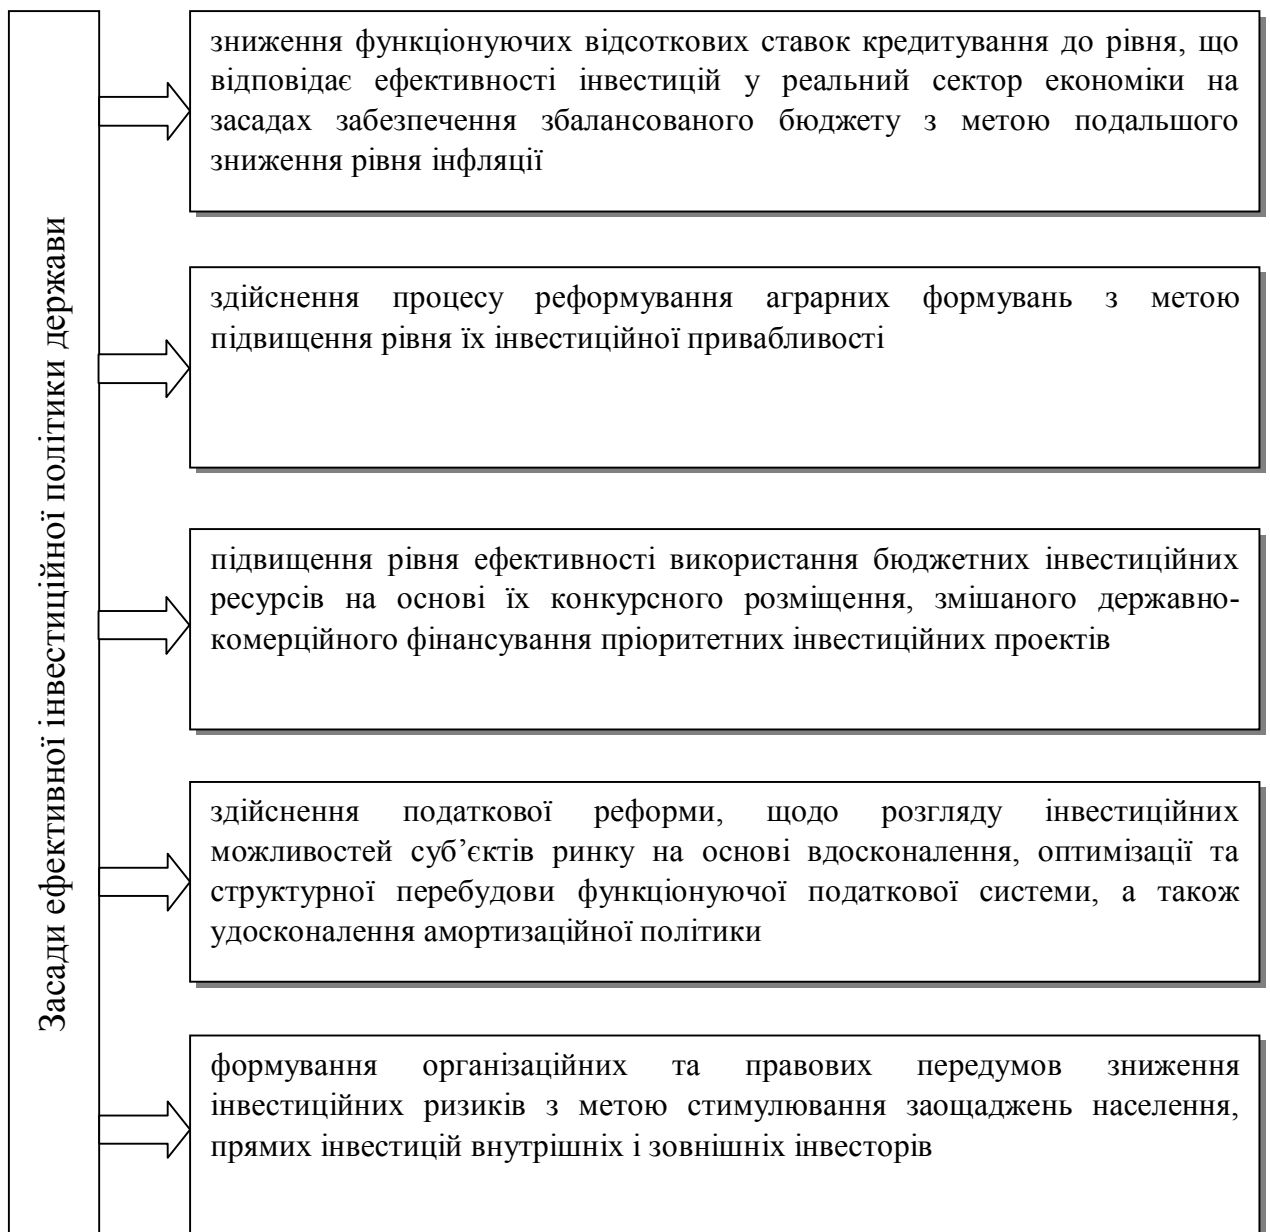 Засади ефективної інвестиційної політики держави
зниження функціонуючих відсоткових ставок кредитування до рівня, що
відповідає ефективності інвестицій у реальний сектор економіки на
засадах забезпечення збалансованого бюджету з метою подальшого
зниження рівня інфляції
здійснення процесу реформування аграрних формувань з метою
підвищення рівня їх інвестиційної привабливості
підвищення рівня ефективності використання бюджетних інвестиційних
ресурсів на основі їх конкурсного розміщення, змішаного державно-
комерційного фінансування пріоритетних інвестиційних проектів
здійснення податкової реформи, щодо розгляду інвестиційних
можливостей суб’єктів ринку на основі вдосконалення, оптимізації та
структурної перебудови функціонуючої податкової системи, а також
удосконалення амортизаційної політики
формування організаційних та правових передумов зниження
інвестиційних ризиків з метою стимулювання заощаджень населення,
прямих інвестицій внутрішніх і зовнішніх інвесторів